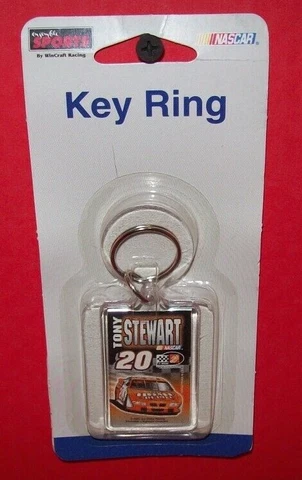 SPORTS
By WinCraft Racing
NASCAR
Key Ring
TONY
STEWART
NASCAR
20